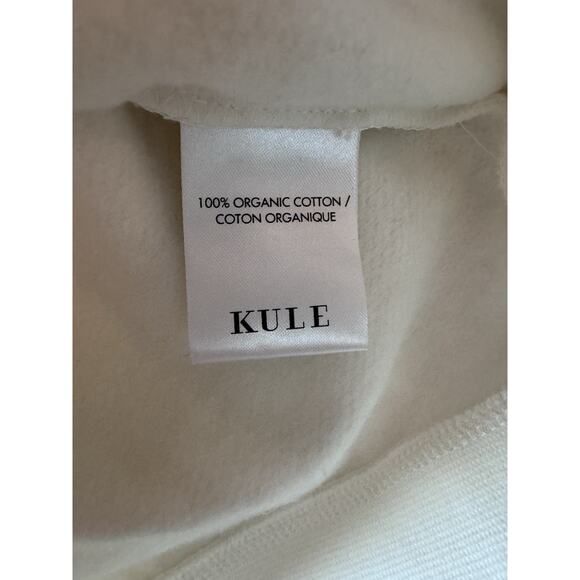 100% ORGANIC COTTON /
COTON ORGANIQUE
KULE